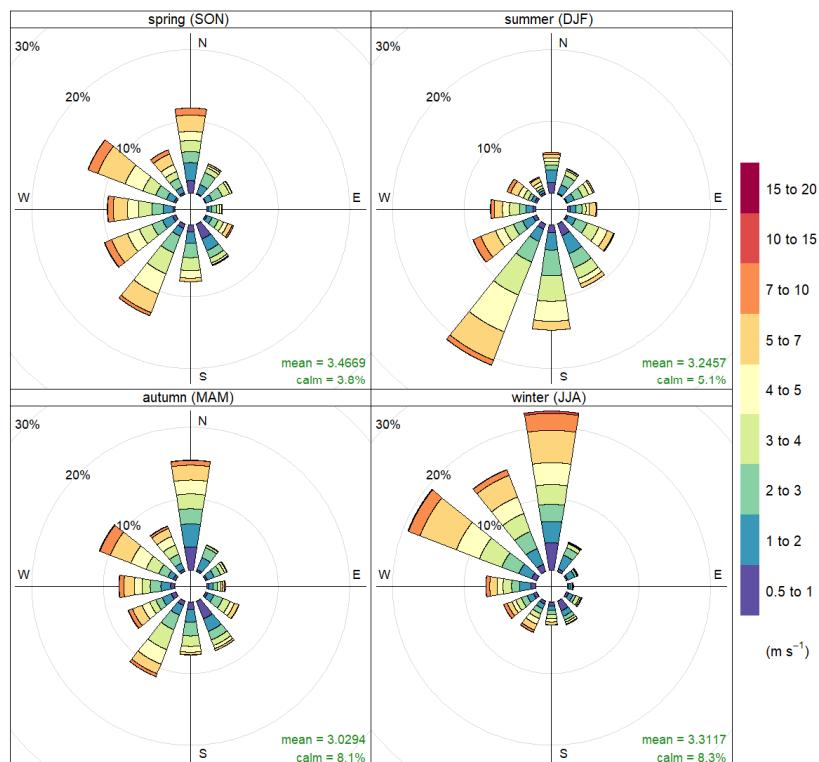 spring (SON)
30%
20%
10%
N
W
E
S
mean = 3.4669
calm = 3.8%
summer (DJF)
30%
20%
10%
N
W
E
S
mean = 3.2457
calm = 5.1%
autumn (MAM)
30%
20%
10%
N
W
E
S
mean = 3.0294
calm = 8.1%
winter (JJA)
30%
20%
10%
W
E
S
mean = 3.3117
calm = 8.3%
15 to 20
10 to 15
7 to 10
5 to 7
4 to 5
3 to 4
2 to 3
1 to 2
0.5 to 1
(m s⁻¹)